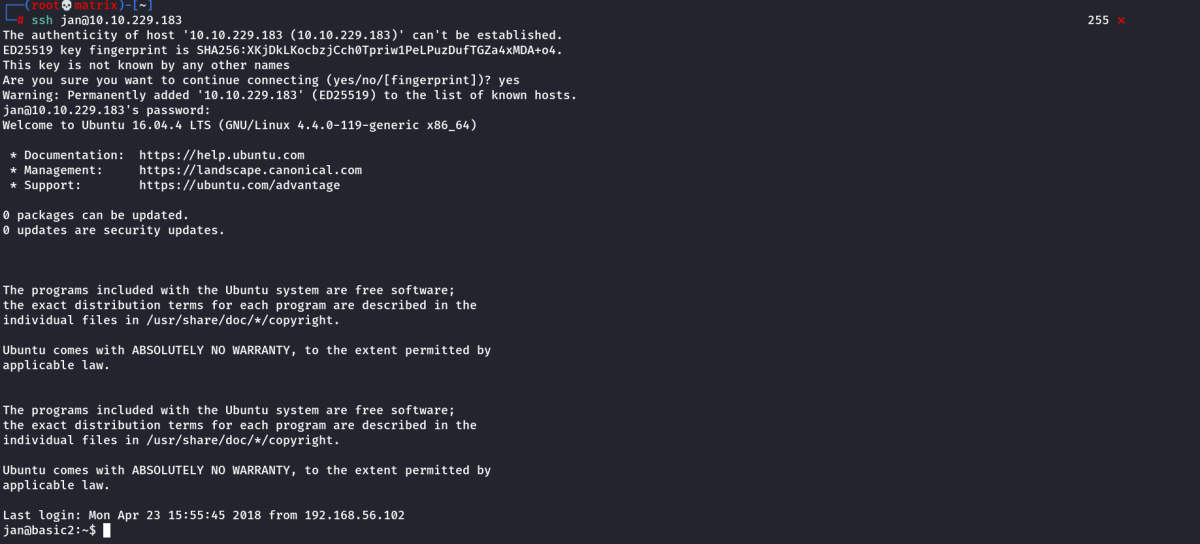 ┌──(root💀matrix)-[~]
└─# ssh jan@10.10.229.183 255 ⨯
The authenticity of host '10.10.229.183 (10.10.229.183)' can't be established.
ED25519 key fingerprint is SHA256:XKjDkLKocbzjCch0Tpriw1PeLPuzDufTGZa4xMDA+o4.
This key is not known by any other names
Are you sure you want to continue connecting (yes/no/[fingerprint])? yes
Warning: Permanently added '10.10.229.183' (ED25519) to the list of known hosts.
jan@10.10.229.183's password:
Welcome to Ubuntu 16.04.4 LTS (GNU/Linux 4.4.0-119-generic x86_64)
* Documentation: https://help.ubuntu.com
* Management: https://landscape.canonical.com
* Support: https://ubuntu.com/advantage
0 packages can be updated.
0 updates are security updates.
The programs included with the Ubuntu system are free software;
the exact distribution terms for each program are described in the
individual files in /usr/share/doc/*/copyright.
Ubuntu comes with ABSOLUTELY NO WARRANTY, to the extent permitted by
applicable law.
The programs included with the Ubuntu system are free software;
the exact distribution terms for each program are described in the
individual files in /usr/share/doc/*/copyright.
Ubuntu comes with ABSOLUTELY NO WARRANTY, to the extent permitted by
applicable law.
Last login: Mon Apr 23 15:55:45 2018 from 192.168.56.102
jan@basic2:~$